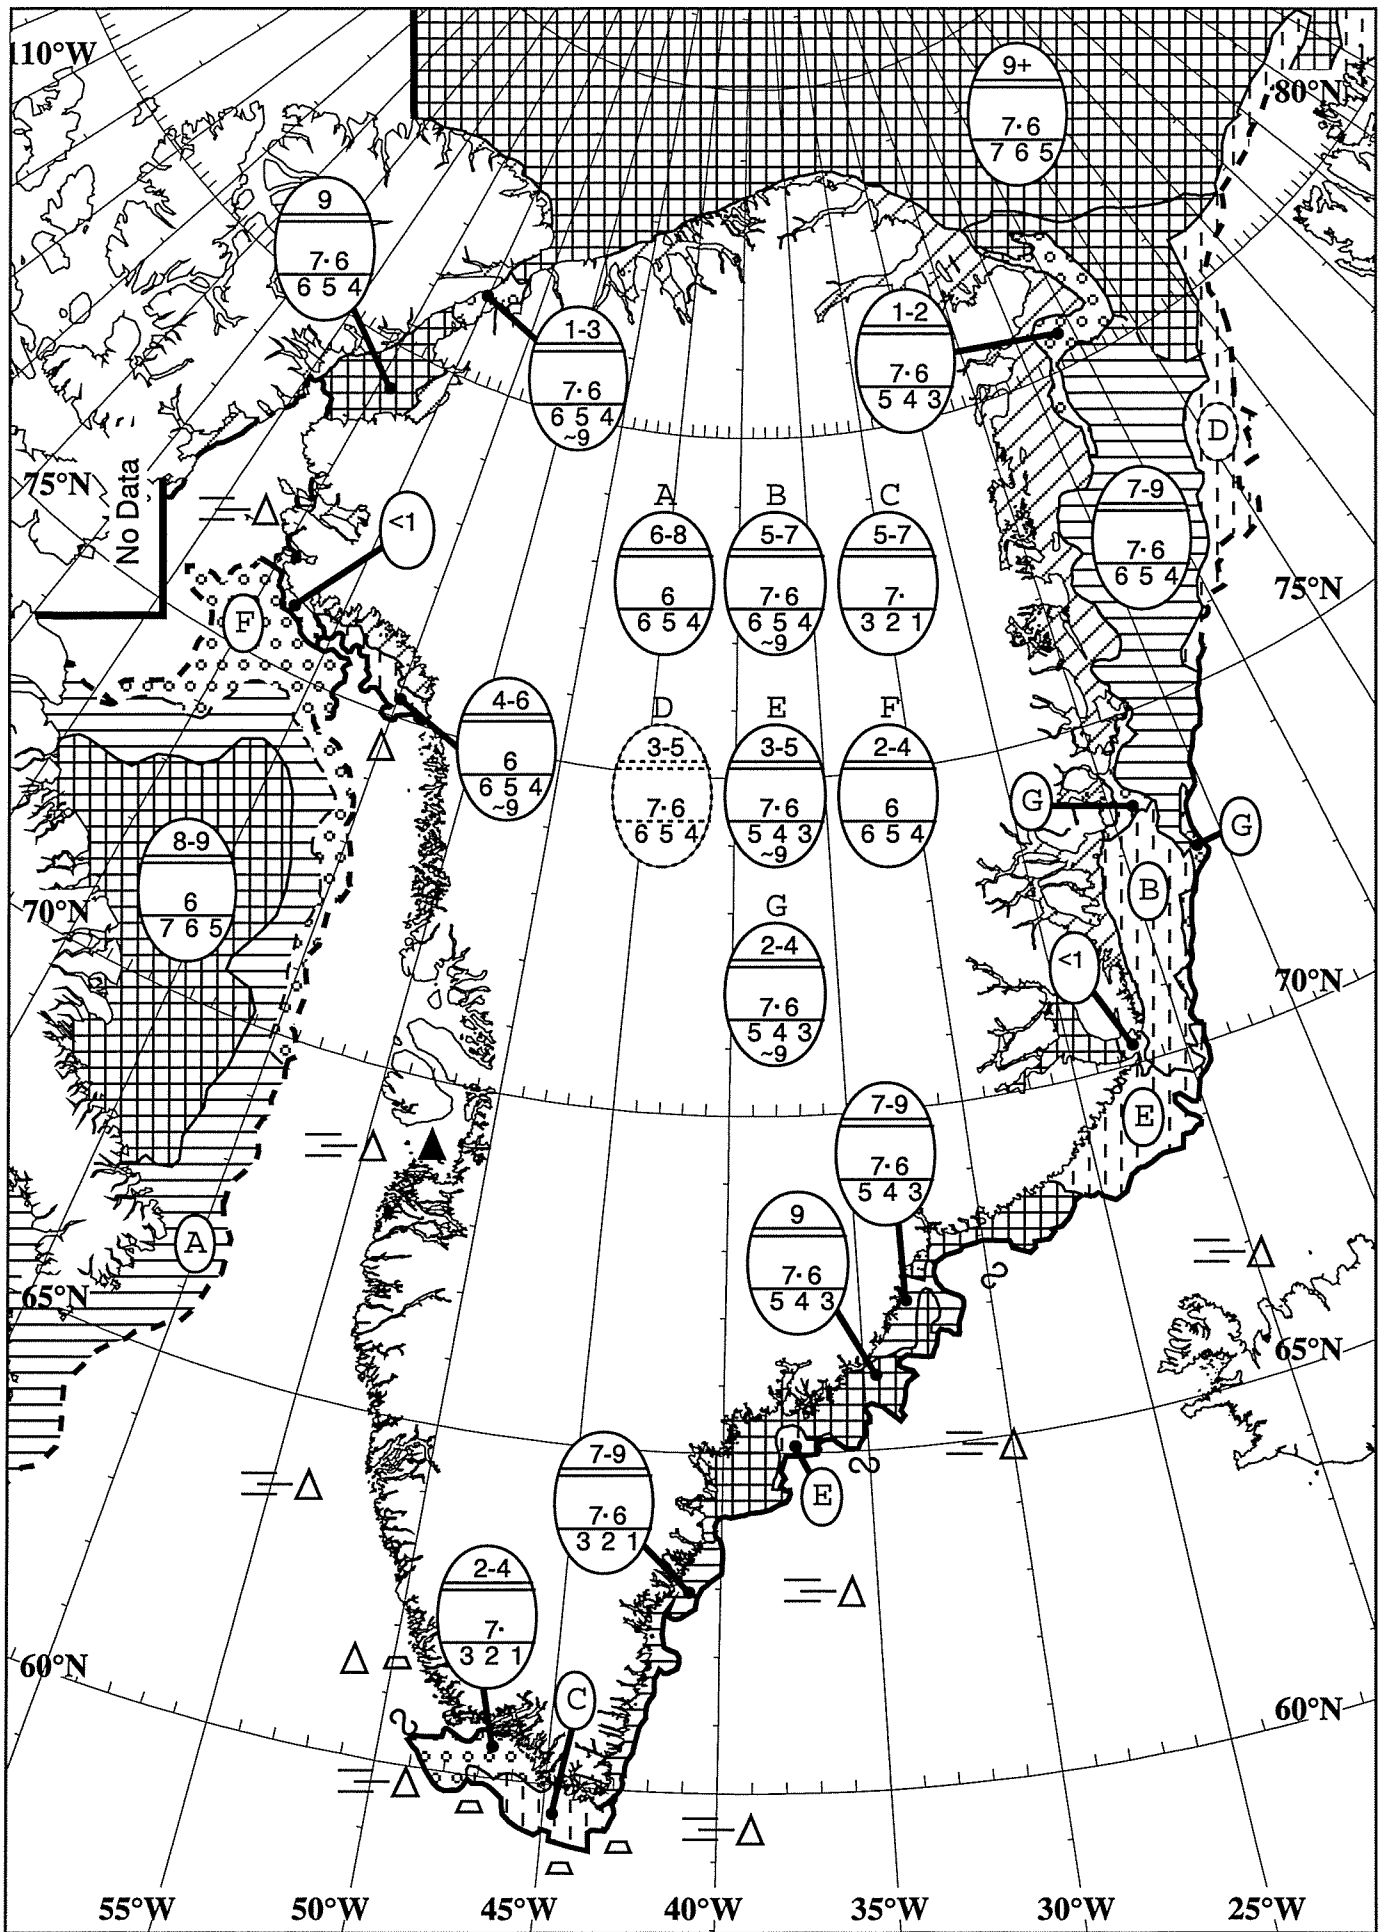 110°W
9+
7· 6
7 6 5
80°N
9
7· 6
6 5 4
1-3
7· 6
6 5 4
~9
1-2
7· 6
5 4 3
D
75°N
No Data
<1
A
6-8
6
6 5 4
B
5-7
7· 6
6 5 4
~9
C
5-7
7·
3 2 1
7-9
7· 6
6 5 4
75°N
F
4-6
6
6 5 4
~9
D
3-5
7· 6
6 5 4
E
3-5
7· 6
5 4 3
~9
F
2-4
6
6 5 4
G
G
8-9
6
7 6 5
70°N
G
2-4
7· 6
5 4 3
~9
B
<1
70°N
E
7-9
7· 6
5 4 3
A
65°N
9
7· 6
5 4 3
65°N
7-9
7· 6
3 2 1
E
2-4
7·
3 2 1
60°N
C
60°N
55°W
50°W
45°W
40°W
35°W
30°W
25°W